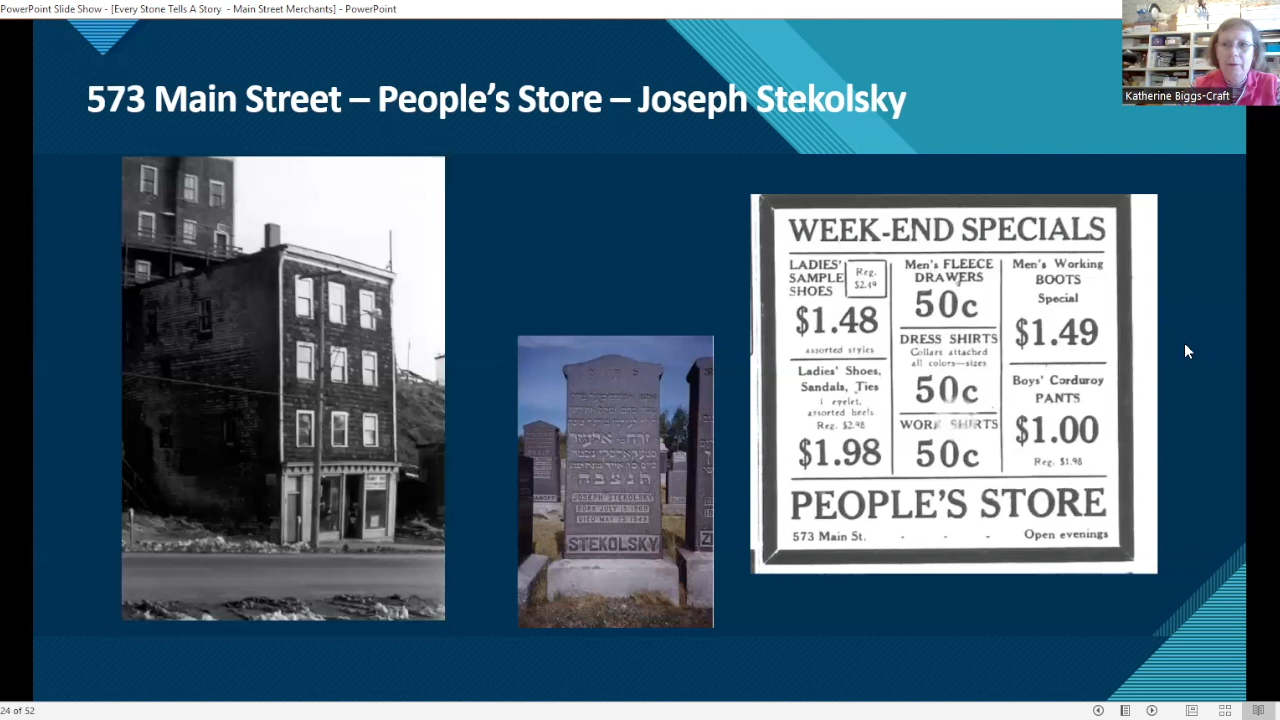 PowerPoint Slide Show - [Every Stone Tells A Story - Main Street Merchants] - PowerPoint
Katherine Biggs-Craft
573 Main Street – People's Store – Joseph Stekolsky
JOSEPH STEKOLSKY
STEKOLSKY
WEEK-END SPECIALS
LADIES'
SAMPLE
SHOES
Reg.
$2.49
$1.48
assorted styles
Ladies' Shoes,
Sandals, Ties
1 eyelet,
assorted heels
Reg. $2.98
$1.98
Men's FLEECE
DRAWERS
50c
DRESS SHIRTS
Collars attached
all colors—sizes
50c
WORK SHIRTS
50c
Men's Working
BOOTS
Special
$1.49
Boys' Corduroy
PANTS
$1.00
Reg. $1.98
PEOPLE'S STORE
573 Main St. - - - Open evenings
24 of 52